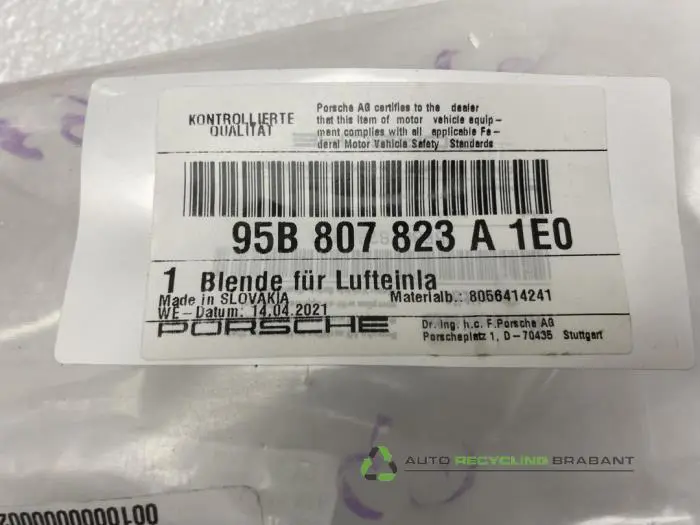 KONTROLLIERTE
QUALITÄT
Porsche AG certifies to the dealer
that this item of motor vehicle equip-
ment complies with all applicable Fe-
deral Motor Vehicle Safety Standards
95B 807 823 A 1E0
1 Blende für Lufteinla
Made in SLOVAKIA
Materialb.: 8056414241
WE-Datum: 14.04.2021
PORSCHE
Dr. Ing. h.c. F.Porsche AG
Porscheplatz 1, D-70435 Stuttgart
AUTO RECYCLING BRABANT